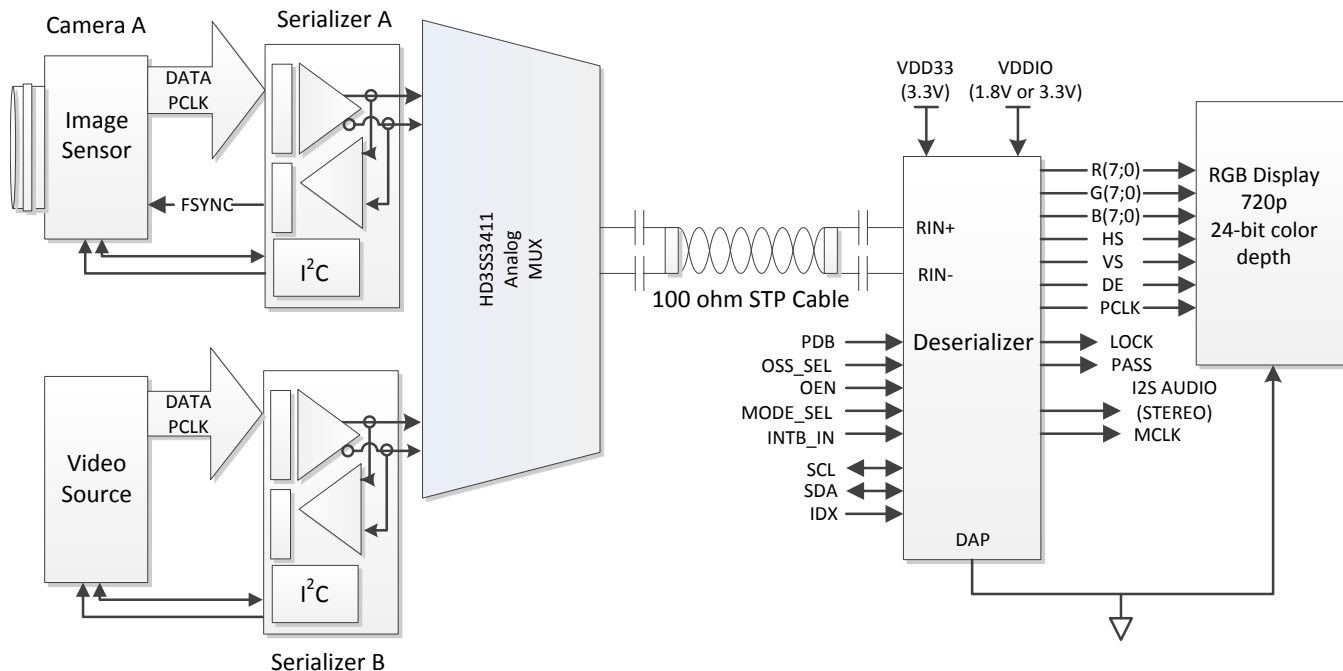 Camera A
Serializer A
DATA
PCLK
Image
Sensor
FSYNC
I²C
HD3SS3411
Analog
MUX
DATA
PCLK
Video
Source
I²C
Serializer B
100 ohm STP Cable
VDD33
(3.3V)
VDDIO
(1.8V or 3.3V)
RIN+
RIN-
Deserializer
DAP
PDB
OSS_SEL
OEN
MODE_SEL
INTB_IN
SCL
SDA
IDX
R(7;0)
G(7;0)
B(7;0)
HS
VS
DE
PCLK
LOCK
PASS
I2S AUDIO
(STEREO)
MCLK
RGB Display
720p
24-bit color
depth